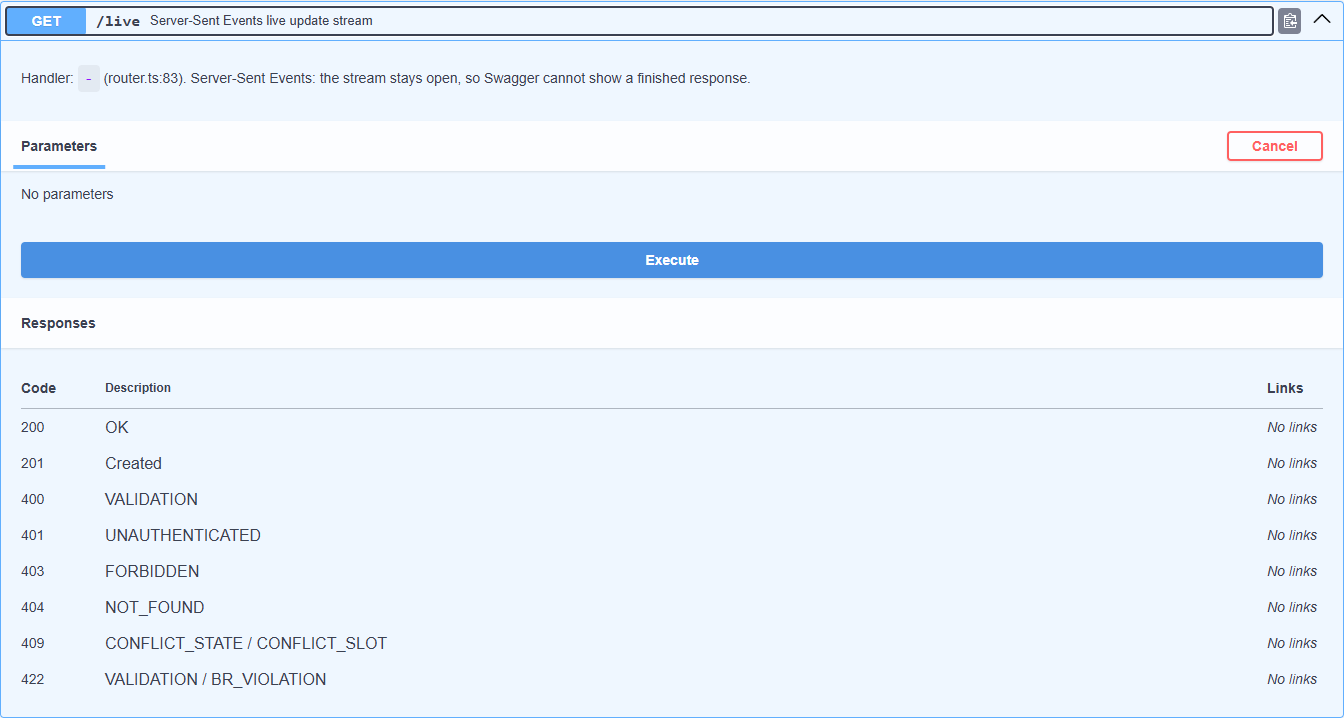 GET /live Server-Sent Events live update stream
Handler: - (router.ts:83). Server-Sent Events: the stream stays open, so Swagger cannot show a finished response.
Parameters Cancel
No parameters
Execute
Responses
Code Description Links
200 OK No links
201 Created No links
400 VALIDATION No links
401 UNAUTHENTICATED No links
403 FORBIDDEN No links
404 NOT_FOUND No links
409 CONFLICT_STATE / CONFLICT_SLOT No links
422 VALIDATION / BR_VIOLATION No links